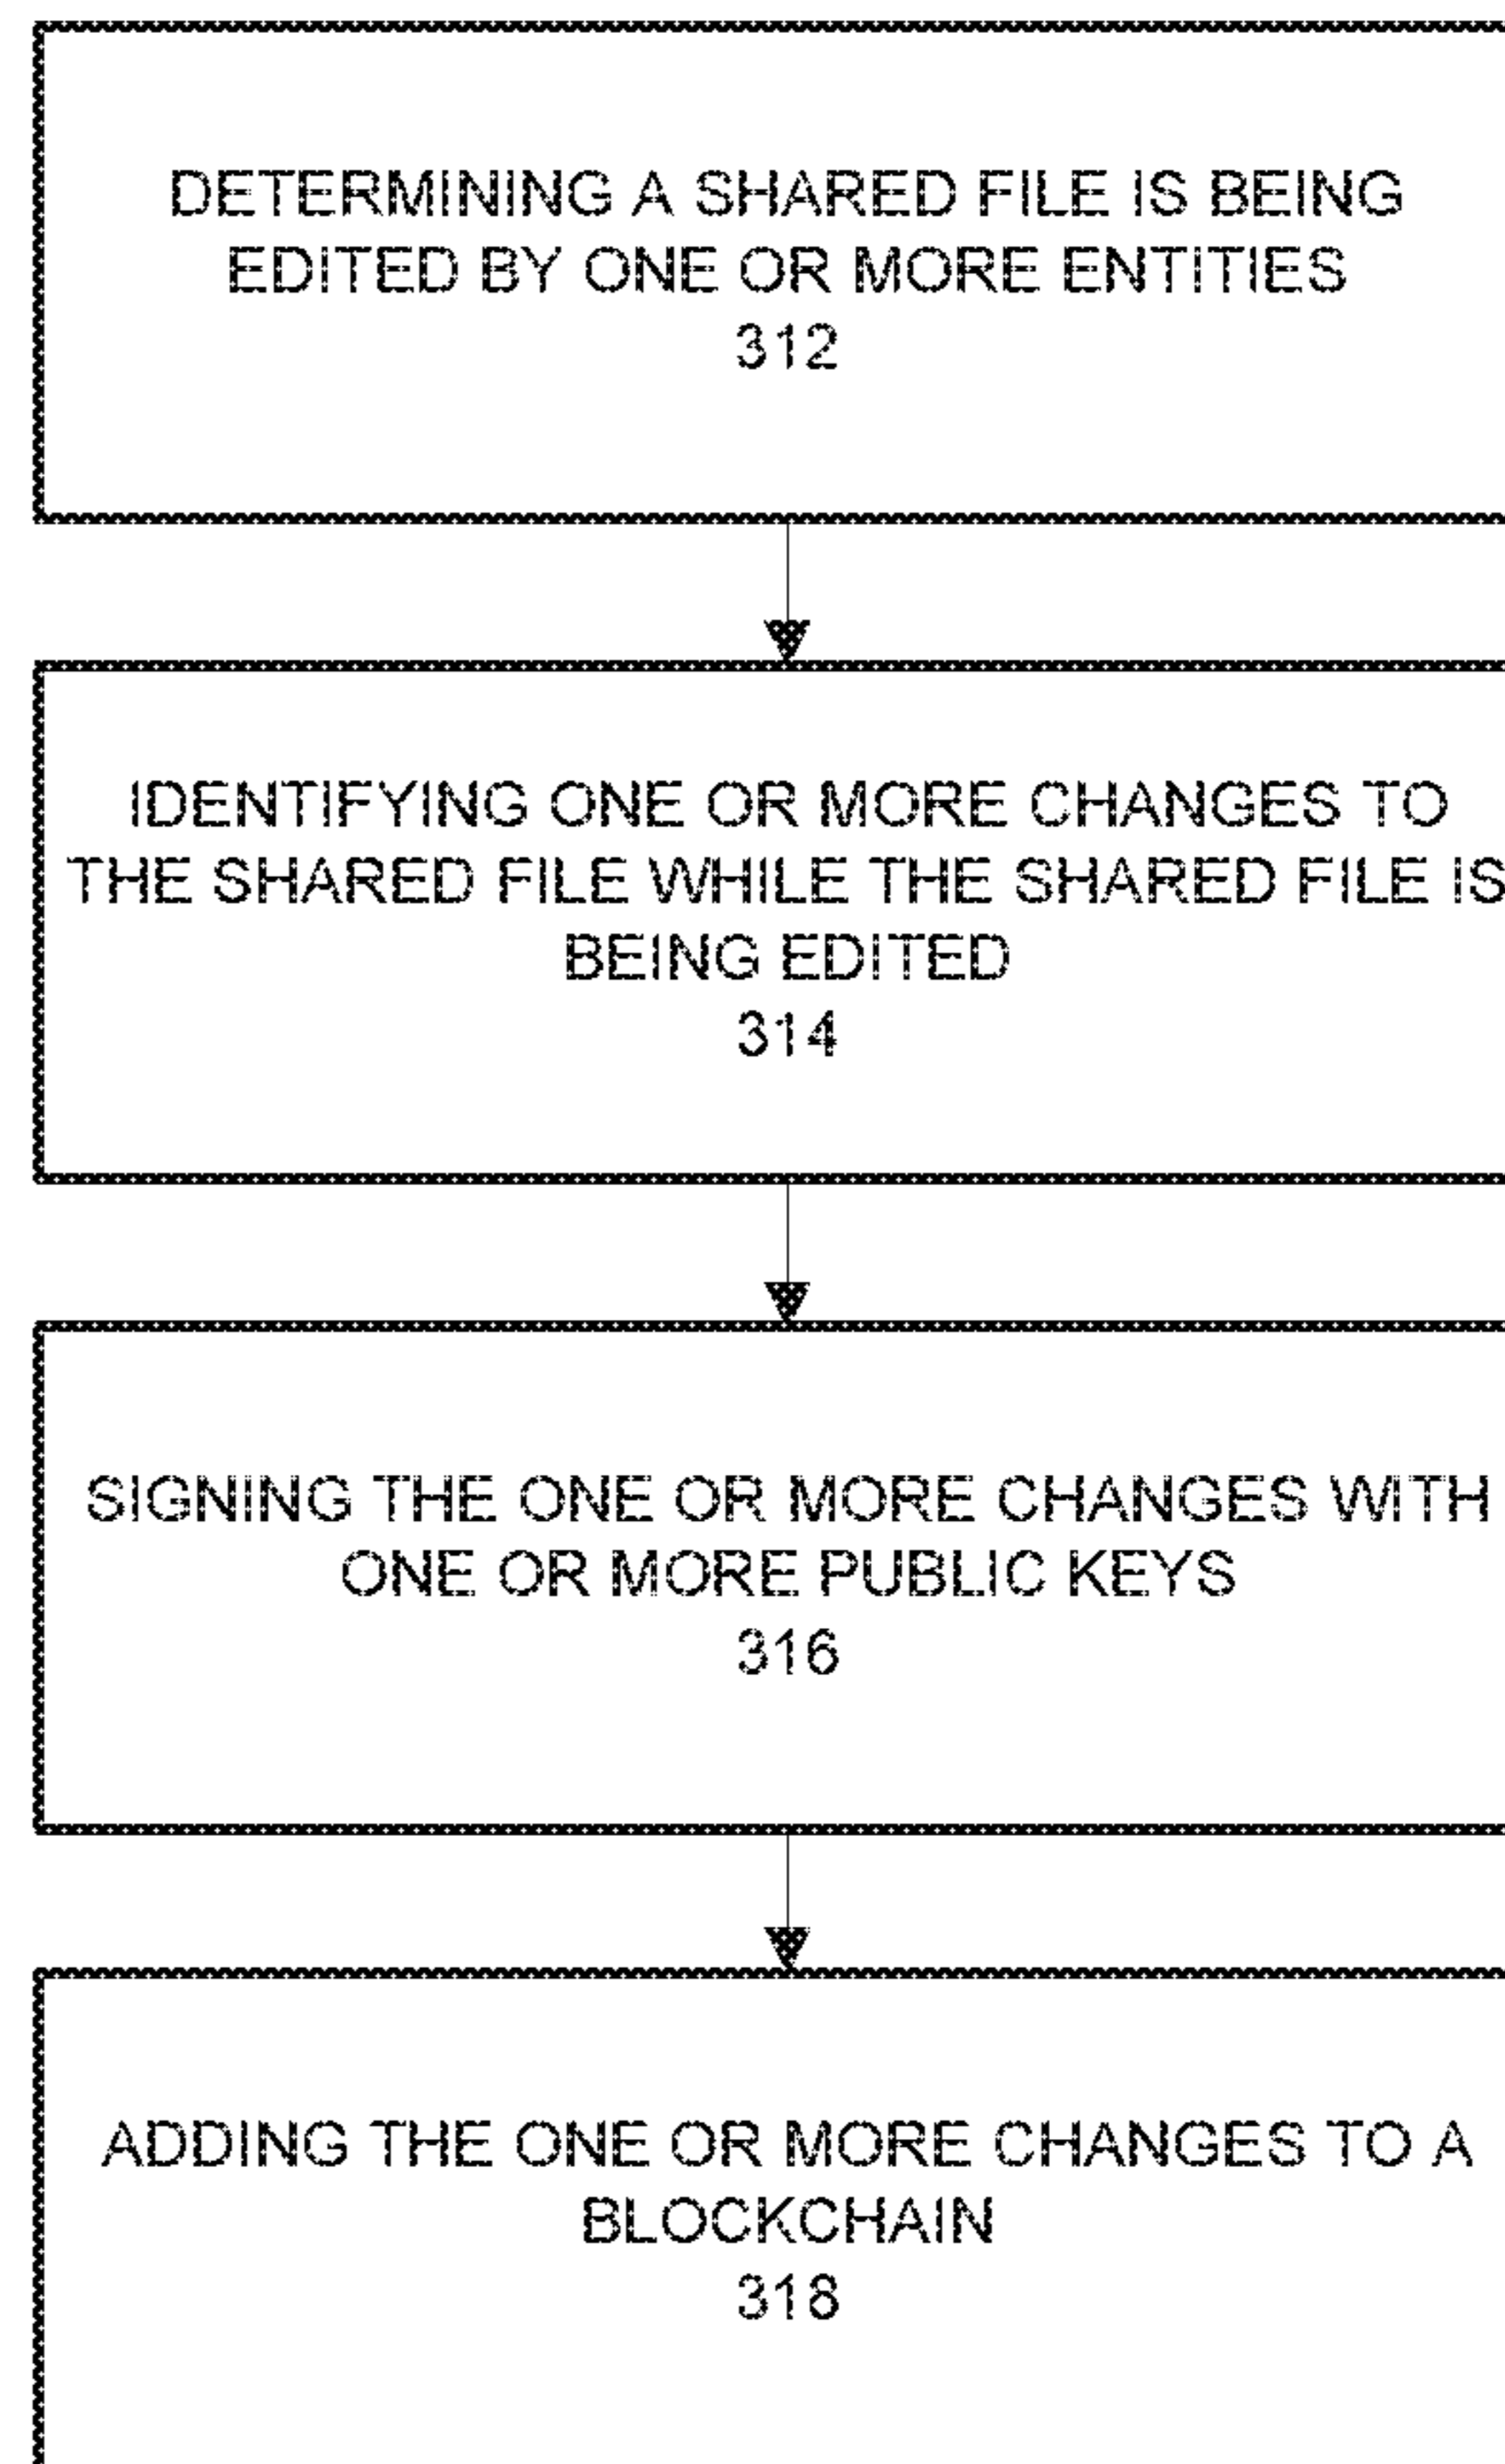 DETERMINING A SHARED FILE IS BEING
EDITED BY ONE OR MORE ENTITIES
312
IDENTIFYING ONE OR MORE CHANGES TO
THE SHARED FILE WHILE THE SHARED FILE IS
BEING EDITED
314
SIGNING THE ONE OR MORE CHANGES WITH
ONE OR MORE PUBLIC KEYS
316
ADDING THE ONE OR MORE CHANGES TO A
BLOCKCHAIN
318